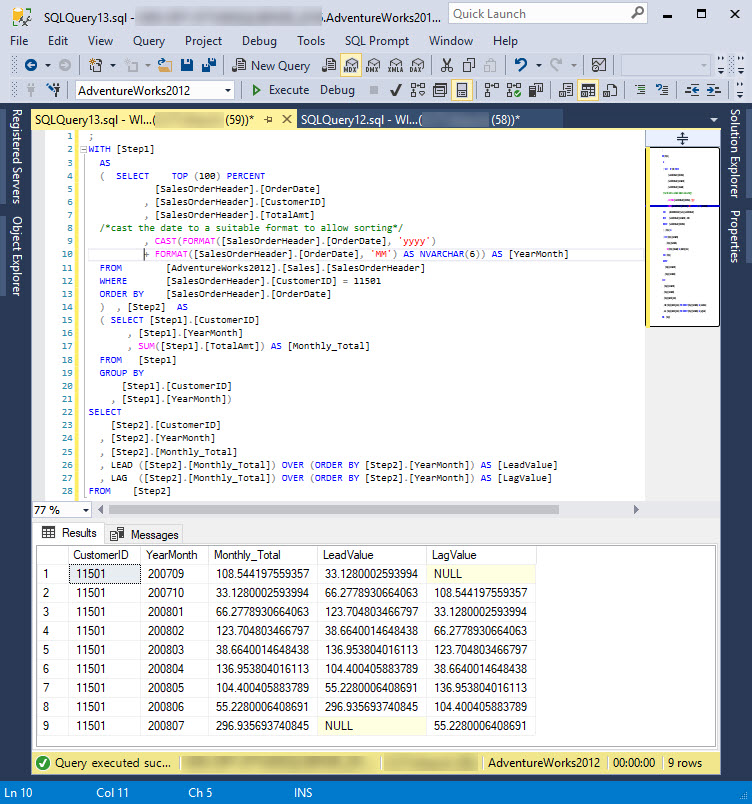 SQLQuery13.sql - .AdventureWorks201...
Quick Launch
File Edit View Query Project Debug Tools SQL Prompt Window Help
New Query MDX DMX XMLA DAX
AdventureWorks2012 Execute Debug
SQLQuery13.sql - WI...( (59))* SQLQuery12.sql - WI...( (58))*
Registered Servers
Object Explorer
Solution Explorer
Properties
1 ;
2 WITH [Step1]
3 AS
4 ( SELECT TOP (100) PERCENT
5 [SalesOrderHeader].[OrderDate]
6 , [SalesOrderHeader].[CustomerID]
7 , [SalesOrderHeader].[TotalAmt]
8 /*cast the date to a suitable format to allow sorting*/
9 , CAST(FORMAT([SalesOrderHeader].[OrderDate], 'yyyy')
10 + FORMAT([SalesOrderHeader].[OrderDate], 'MM') AS NVARCHAR(6)) AS [YearMonth]
11 FROM [AdventureWorks2012].[Sales].[SalesOrderHeader]
12 WHERE [SalesOrderHeader].[CustomerID] = 11501
13 ORDER BY [SalesOrderHeader].[OrderDate]
14 ) , [Step2] AS
15 ( SELECT [Step1].[CustomerID]
16 , [Step1].[YearMonth]
17 , SUM([Step1].[TotalAmt]) AS [Monthly_Total]
18 FROM [Step1]
19 GROUP BY
20 [Step1].[CustomerID]
21 , [Step1].[YearMonth])
22 SELECT
23 [Step2].[CustomerID]
24 , [Step2].[YearMonth]
25 , [Step2].[Monthly_Total]
26 , LEAD ([Step2].[Monthly_Total]) OVER (ORDER BY [Step2].[YearMonth]) AS [LeadValue]
27 , LAG ([Step2].[Monthly_Total]) OVER (ORDER BY [Step2].[YearMonth]) AS [LagValue]
28 FROM [Step2]
77 %
Results Messages
CustomerID YearMonth Monthly_Total LeadValue LagValue
1 11501 200709 108.544197559357 33.1280002593994 NULL
2 11501 200710 33.1280002593994 66.2778930664063 108.544197559357
3 11501 200801 66.2778930664063 123.704803466797 33.1280002593994
4 11501 200802 123.704803466797 38.6640014648438 66.2778930664063
5 11501 200803 38.6640014648438 136.953804016113 123.704803466797
6 11501 200804 136.953804016113 104.400405883789 38.6640014648438
7 11501 200805 104.400405883789 55.2280006408691 136.953804016113
8 11501 200806 55.2280006408691 296.935693740845 104.400405883789
9 11501 200807 296.935693740845 NULL 55.2280006408691
Query executed suc... AdventureWorks2012 00:00:00 9 rows
Ln 10 Col 11 Ch 5 INS